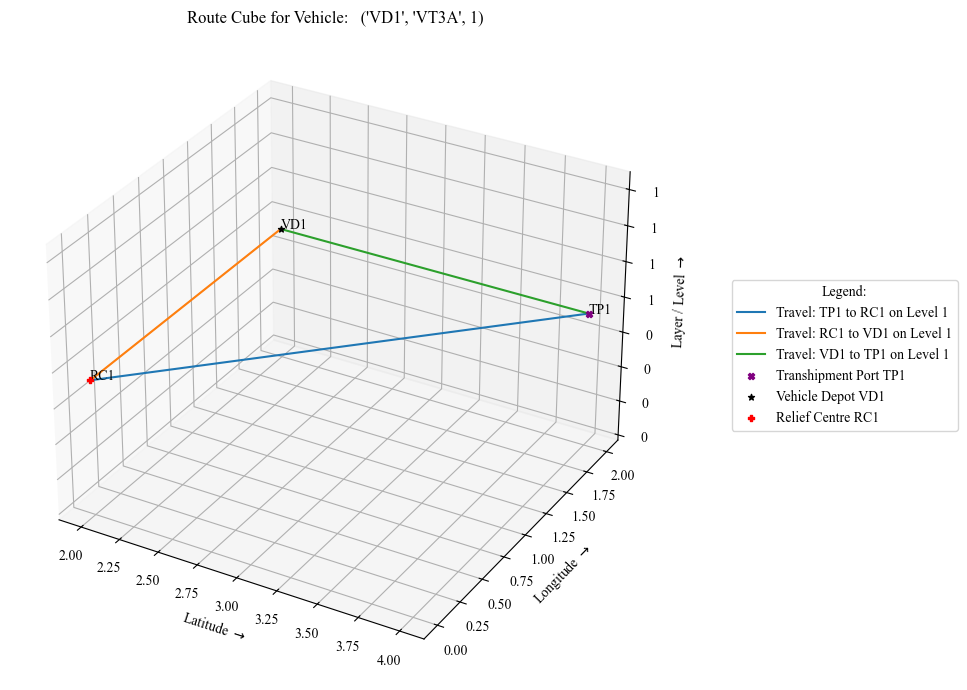 Route Cube for Vehicle:   ('VD1', 'VT3A', 1)
VD1
TP1
RC1
1
1
1
1
0
0
0
0
Layer / Level →
2.00
2.25
2.50
2.75
3.00
3.25
3.50
3.75
4.00
Latitude →
0.00
0.25
0.50
0.75
1.00
1.25
1.50
1.75
2.00
Longitude →
Legend:
Travel: TP1 to RC1 on Level 1
Travel: RC1 to VD1 on Level 1
Travel: VD1 to TP1 on Level 1
Transhipment Port TP1
Vehicle Depot VD1
Relief Centre RC1